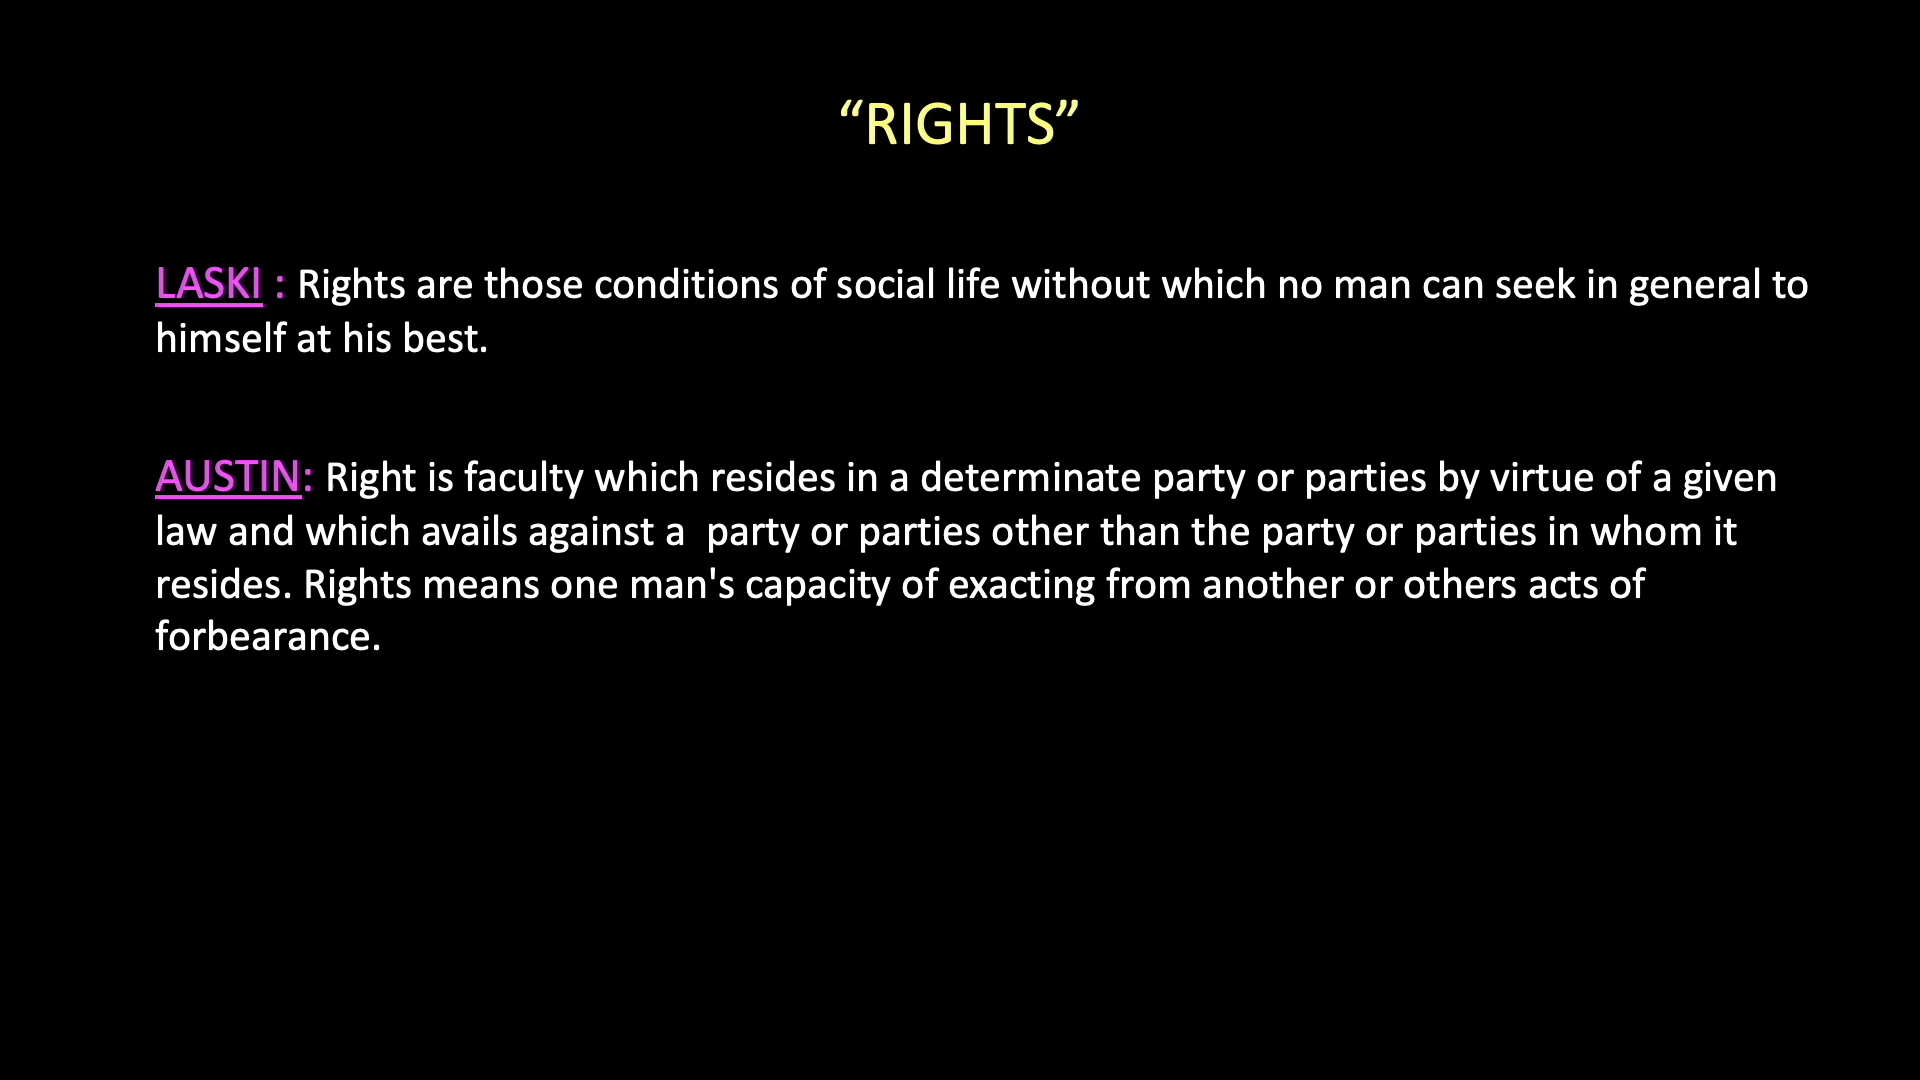 “RIGHTS”
LASKI : Rights are those conditions of social life without which no man can seek in general to
himself at his best.
AUSTIN: Right is faculty which resides in a determinate party or parties by virtue of a given
law and which avails against a  party or parties other than the party or parties in whom it
resides. Rights means one man's capacity of exacting from another or others acts of
forbearance.